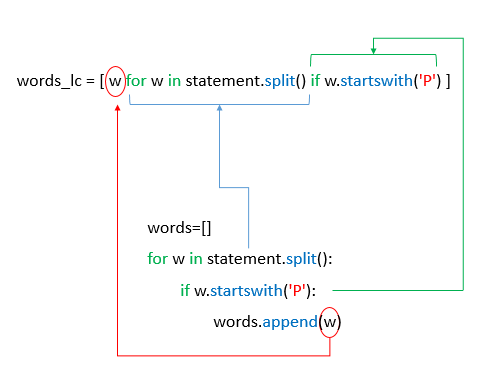 words_lc = [ w for w in statement.split() if w.startswith('P') ]
words=[]
for w in statement.split():
if w.startswith('P'):
words.append(w)